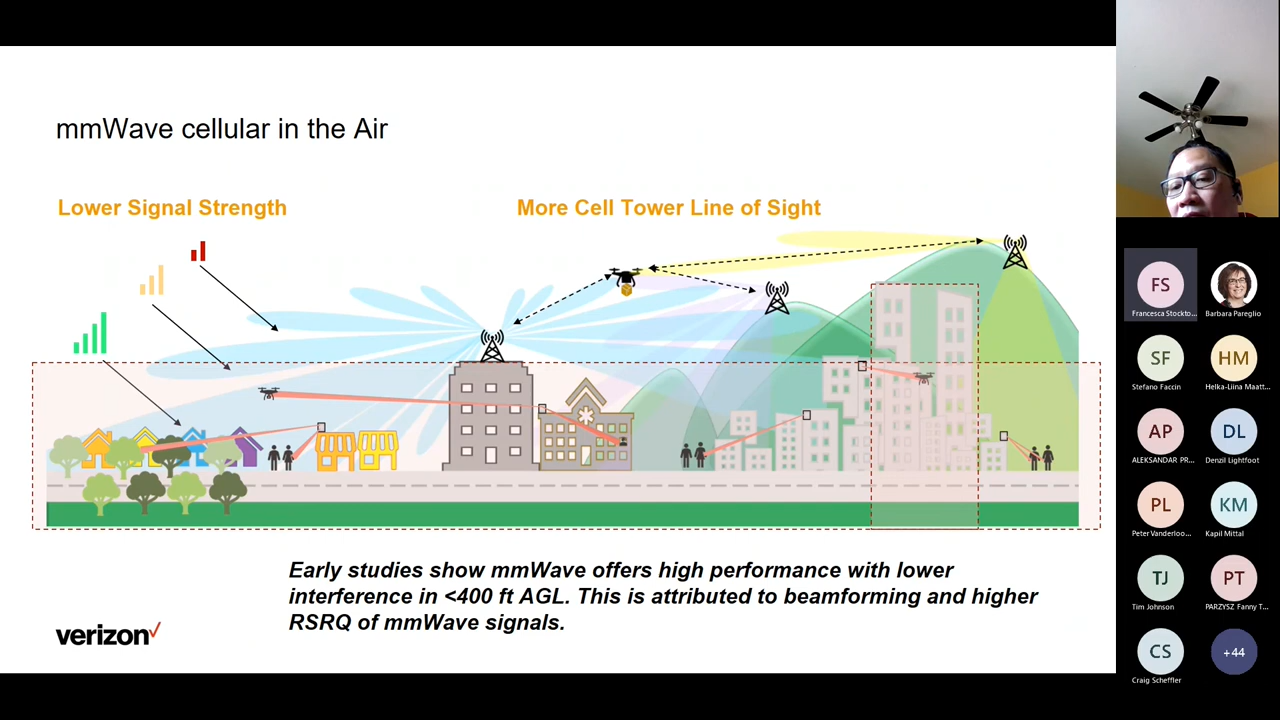 mmWave cellular in the Air
Lower Signal Strength
More Cell Tower Line of Sight
Early studies show mmWave offers high performance with lower
interference in <400 ft AGL. This is attributed to beamforming and higher
RSRQ of mmWave signals.
verizon
FS
Francesca Stockto...
Barbara Pareglio
SF
Stefano Faccin
HM
Helka-Liina Maatt...
AP
ALEKSANDAR PR...
DL
Denzil Lightfoot
PL
Peter Vanderloo...
KM
Kapil Mittal
TJ
Tim Johnson
PT
PARZYSZ Fanny T...
CS
Craig Scheffler
+44